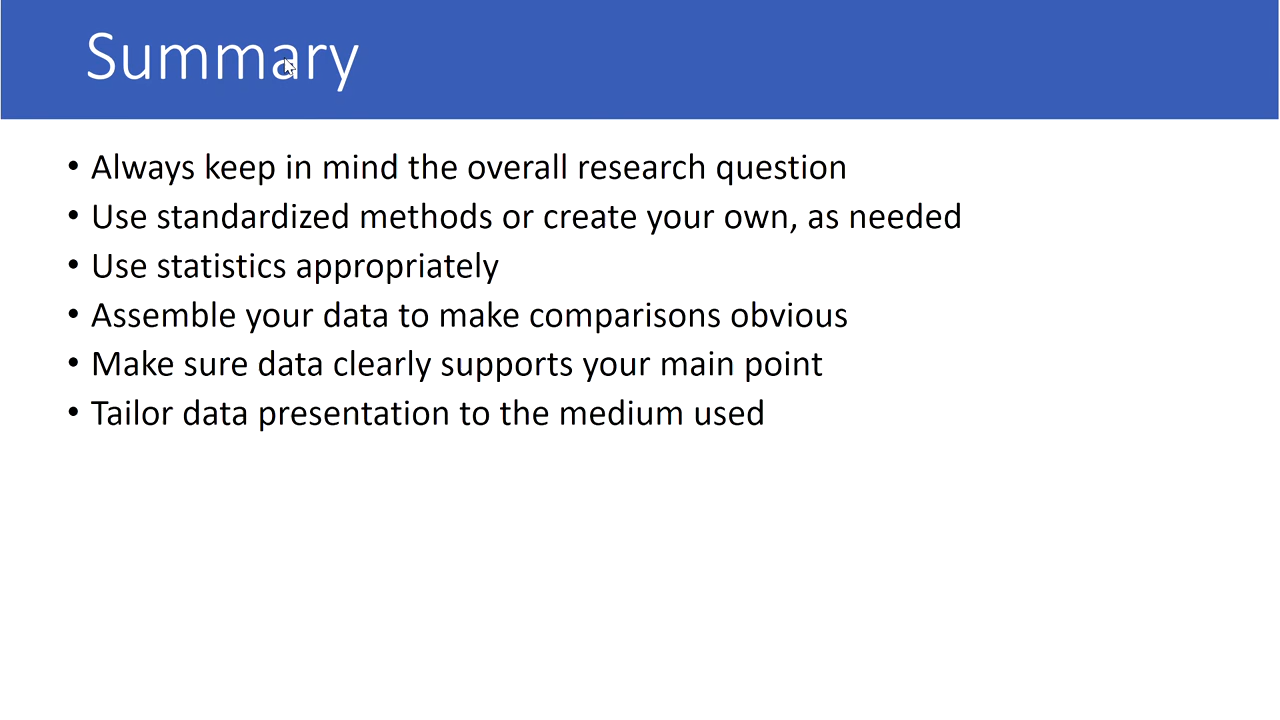 Summary
• Always keep in mind the overall research question
• Use standardized methods or create your own, as needed
• Use statistics appropriately
• Assemble your data to make comparisons obvious
• Make sure data clearly supports your main point
• Tailor data presentation to the medium used